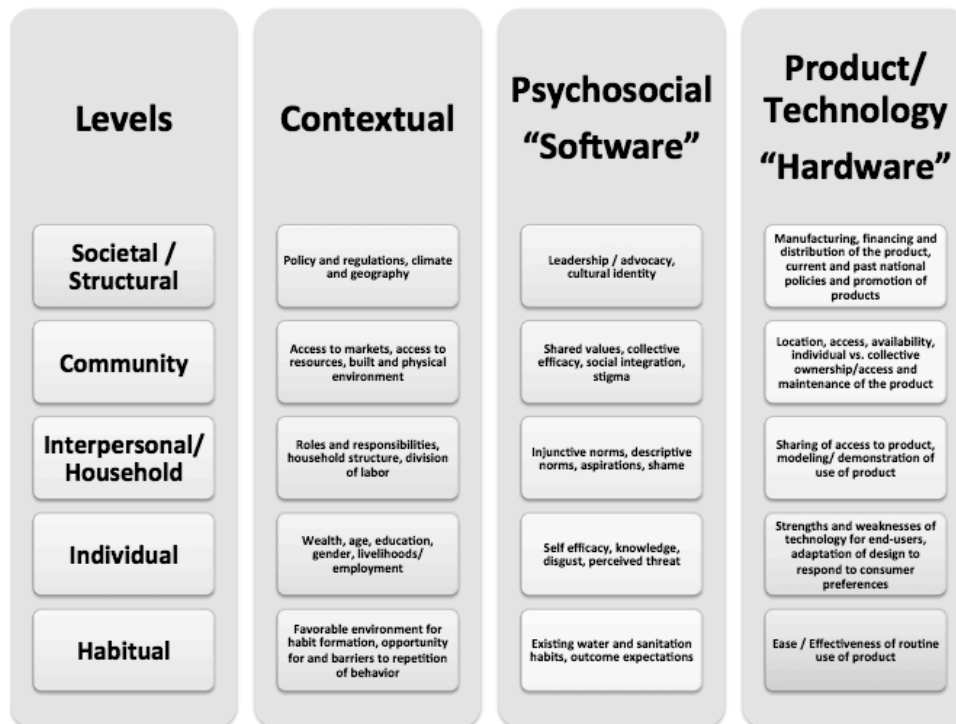 Levels
Contextual
Psychosocial
“Software”
Product/
Technology
“Hardware”
Societal /
Structural
Policy and regulations, climate
and geography
Leadership / advocacy,
cultural identity
Manufacturing, financing and
distribution of the product,
current and past national
policies and promotion of
products
Community
Access to markets, access to
resources, built and physical
environment
Shared values, collective
efficacy, social integration,
stigma
Location, access, availability,
individual vs. collective
ownership/access and
maintenance of the product
Interpersonal/
Household
Roles and responsibilities,
household structure, division
of labor
Injunctive norms, descriptive
norms, aspirations, shame
Sharing of access to product,
modeling/ demonstration of
use of product
Individual
Wealth, age, education,
gender, livelihoods/
employment
Self efficacy, knowledge,
disgust, perceived threat
Strengths and weaknesses of
technology for end-users,
adaptation of design to
respond to consumer
preferences
Habitual
Favorable environment for
habit formation, opportunity
for and barriers to repetition
of behavior
Existing water and sanitation
habits, outcome expectations
Ease / Effectiveness of routine
use of product